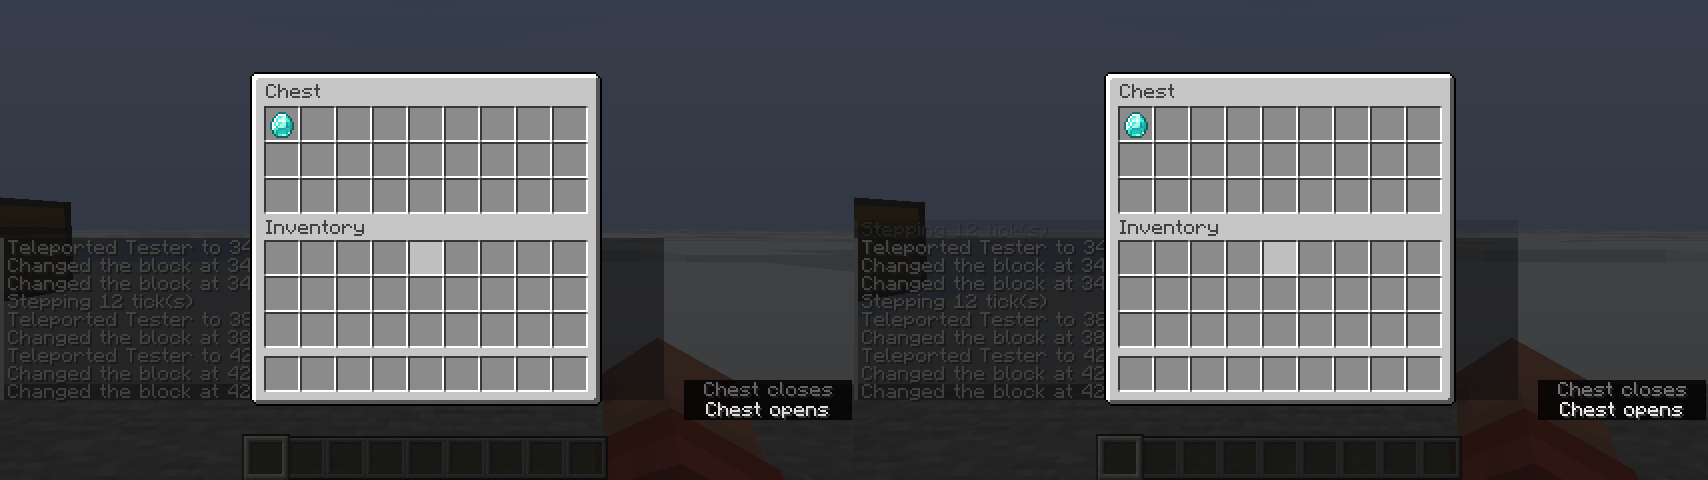 Chest
Inventory
Teleported Tester to 34
Changed the block at 34
Changed the block at 34
Stepping 12 tick(s)
Teleported Tester to 38
Changed the block at 38
Teleported Tester to 42
Changed the block at 42
Changed the block at 42
Chest closes
Chest opens
Chest
Inventory
Stepping 12 tick(s)
Teleported Tester to 34
Changed the block at 34
Changed the block at 34
Stepping 12 tick(s)
Teleported Tester to 38
Changed the block at 38
Teleported Tester to 42
Changed the block at 42
Changed the block at 42
Chest closes
Chest opens